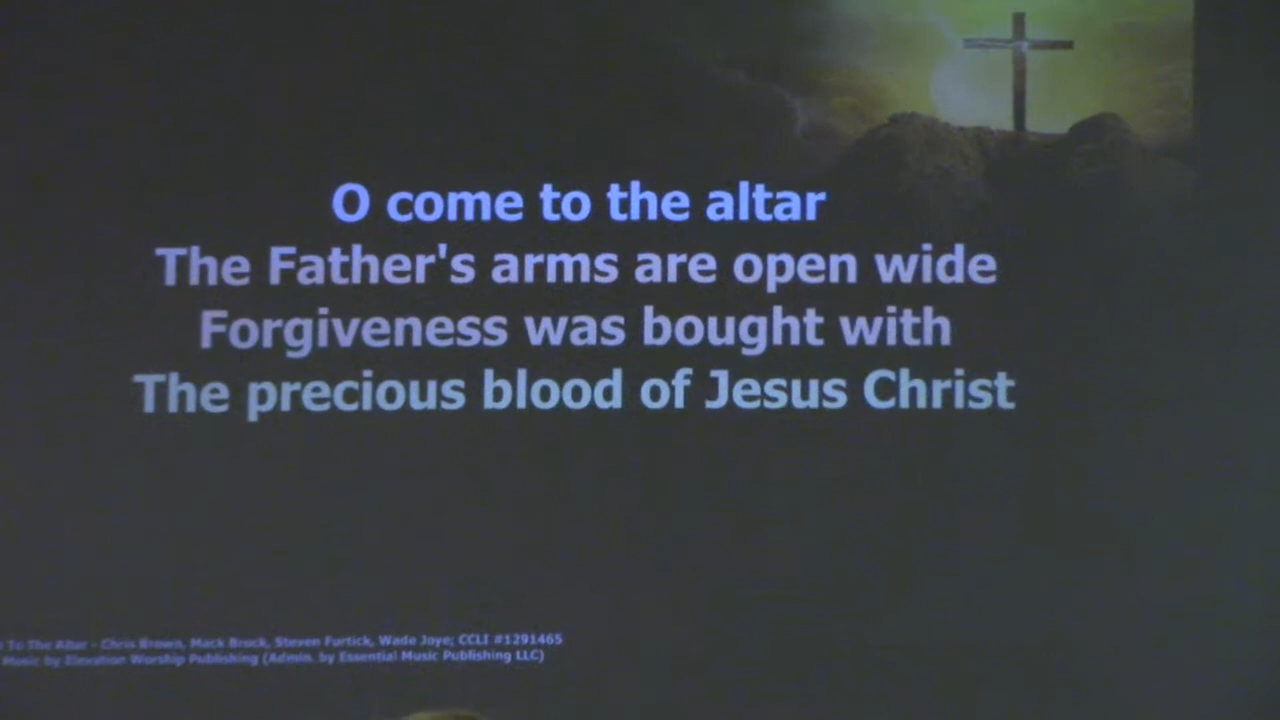 O come to the altar
The Father's arms are open wide
Forgiveness was bought with
The precious blood of Jesus Christ
To The Altar - Chris Brown, Mack Brock, Steven Furtick, Wade Joye; CCLI #1291465
Music by Elevation Worship Publishing (Admin. by Essential Music Publishing LLC)